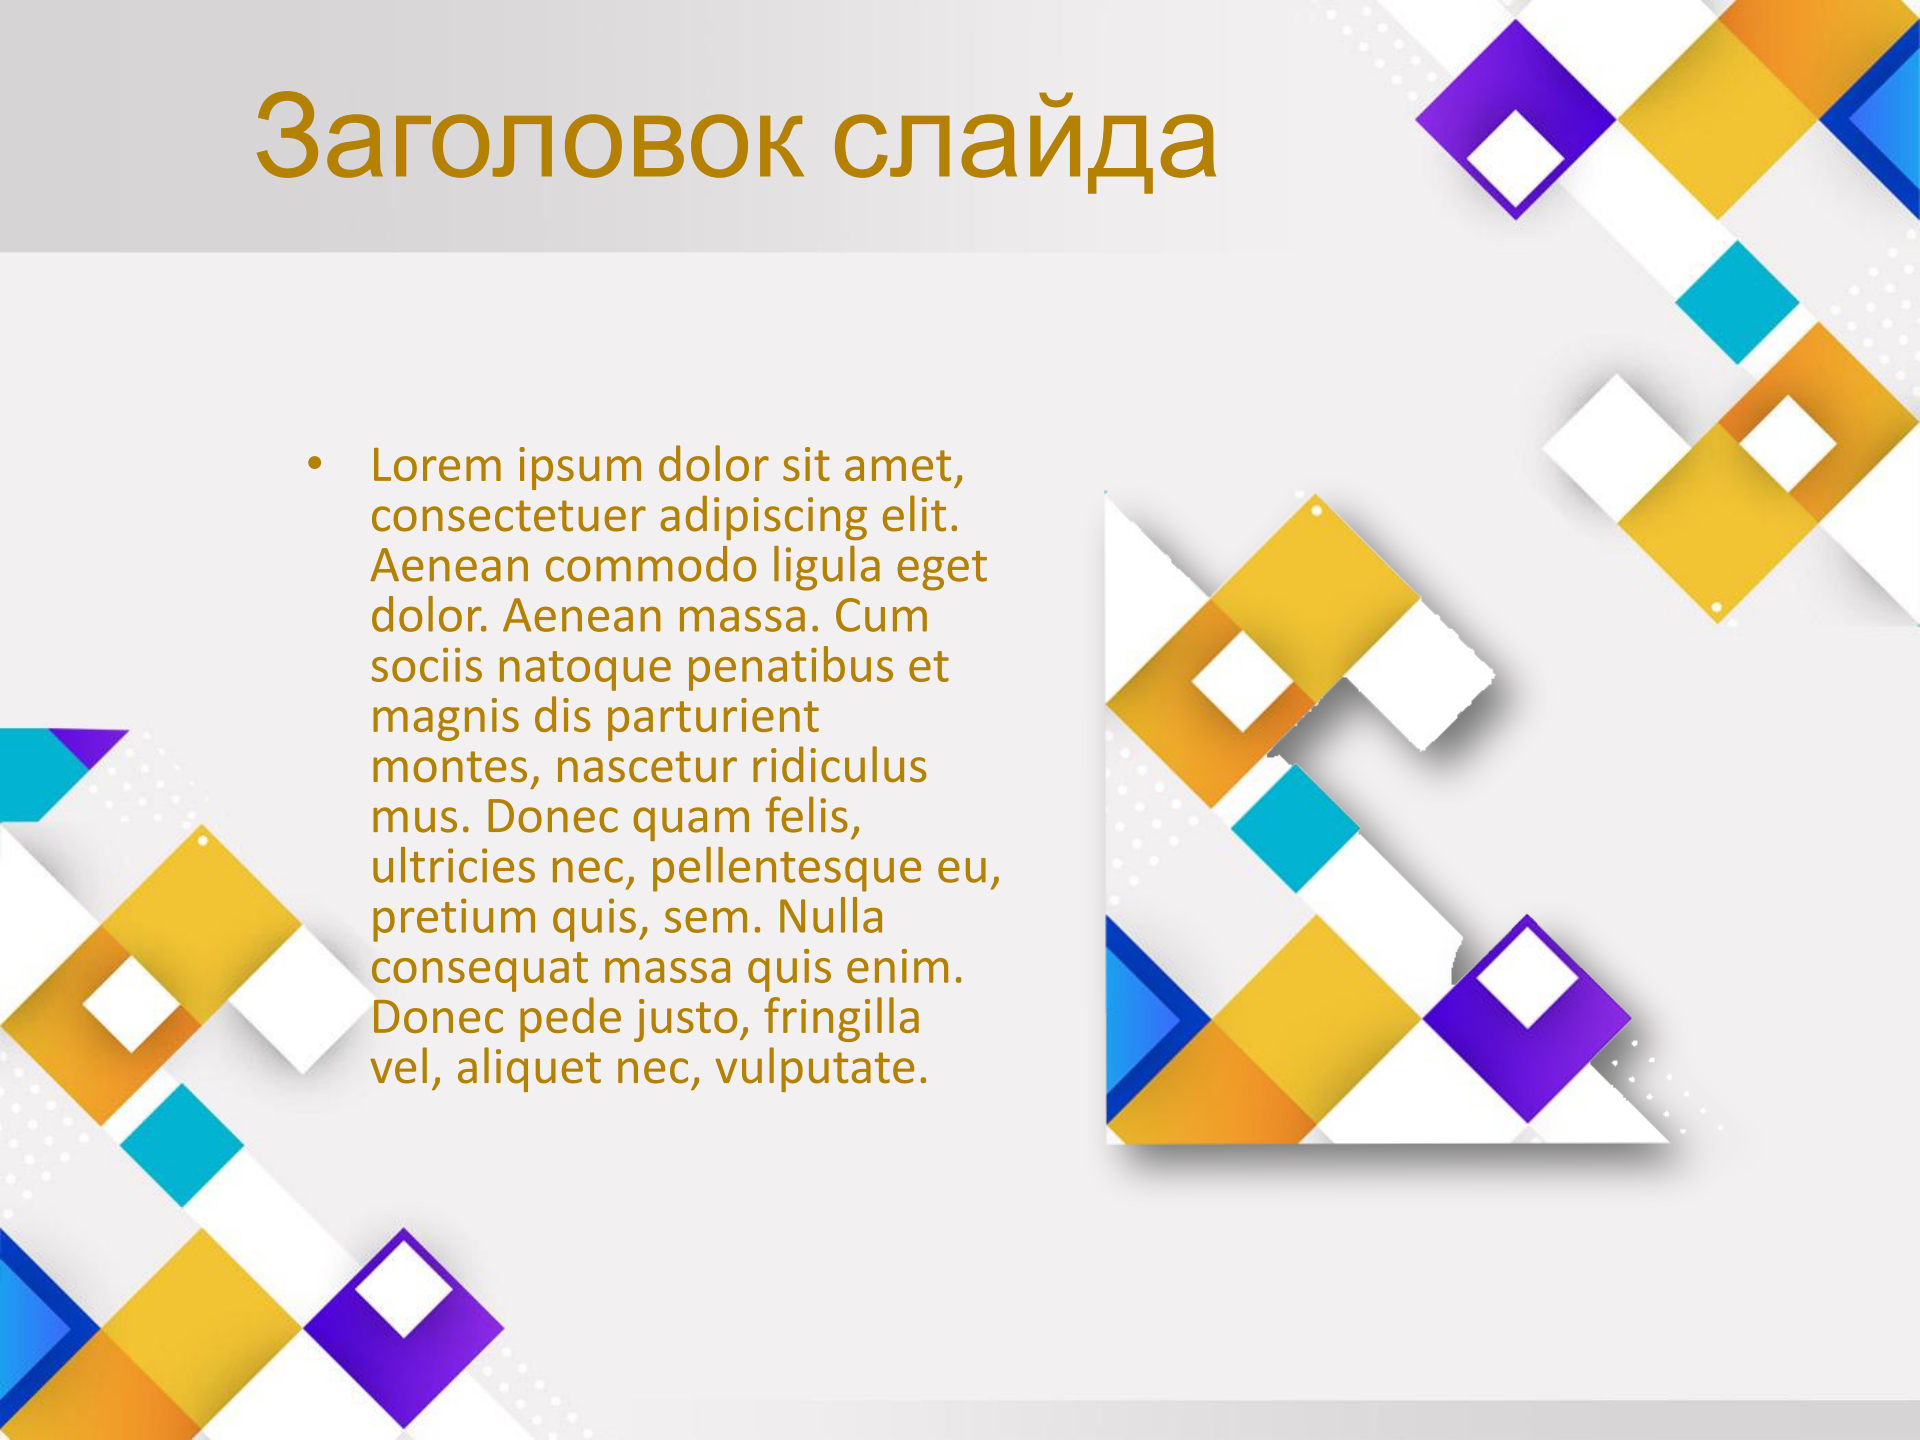 Заголовок слайда
• Lorem ipsum dolor sit amet,
consectetuer adipiscing elit.
Aenean commodo ligula eget
dolor. Aenean massa. Cum
sociis natoque penatibus et
magnis dis parturient
montes, nascetur ridiculus
mus. Donec quam felis,
ultricies nec, pellentesque eu,
pretium quis, sem. Nulla
consequat massa quis enim.
Donec pede justo, fringilla
vel, aliquet nec, vulputate.